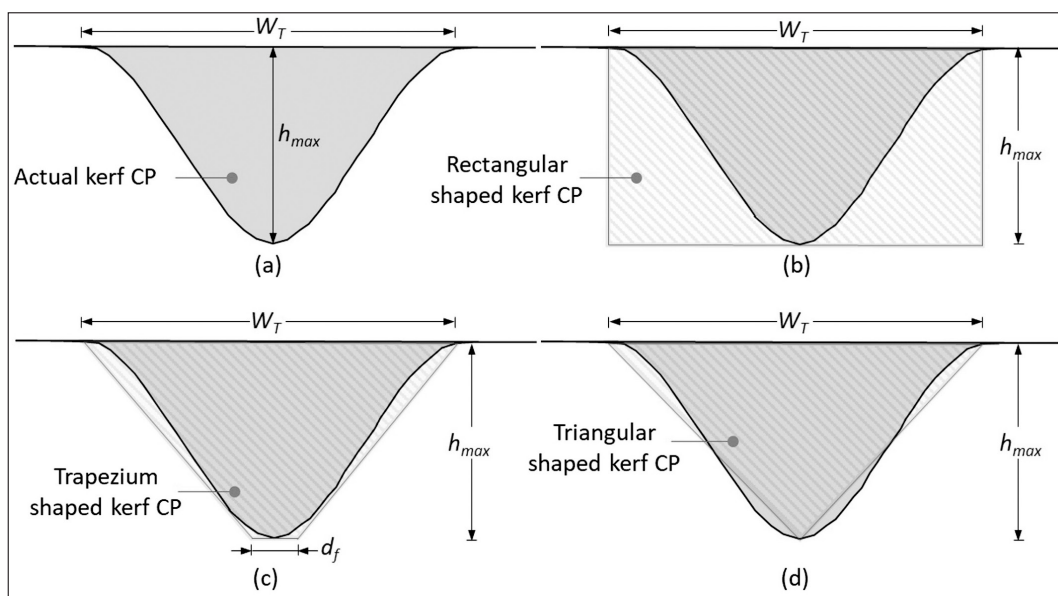 W_T
h_max
Actual kerf CP
(a)
W_T
h_max
Rectangular
shaped kerf CP
(b)
W_T
h_max
Trapezium
shaped kerf CP
d_f
(c)
W_T
h_max
Triangular
shaped kerf CP
(d)